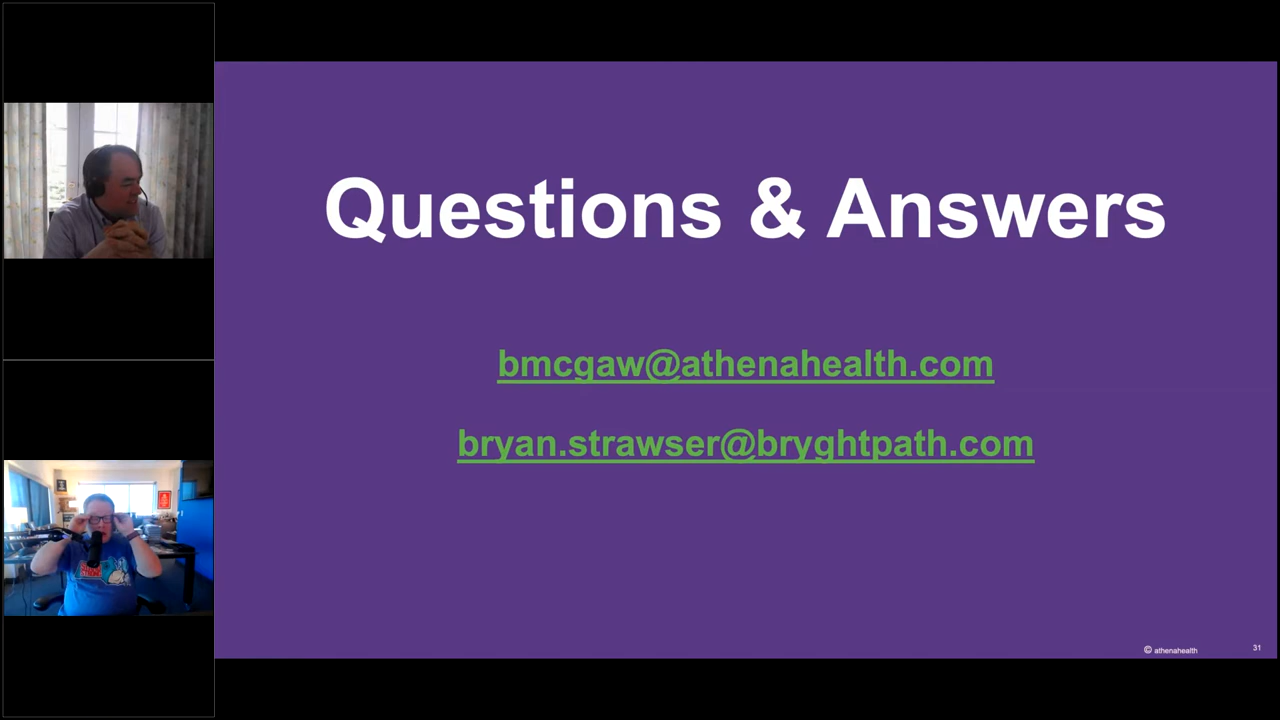 Questions & Answers
bmcgaw@athenahealth.com
bryan.strawser@bryghtpath.com
© athenahealth
31